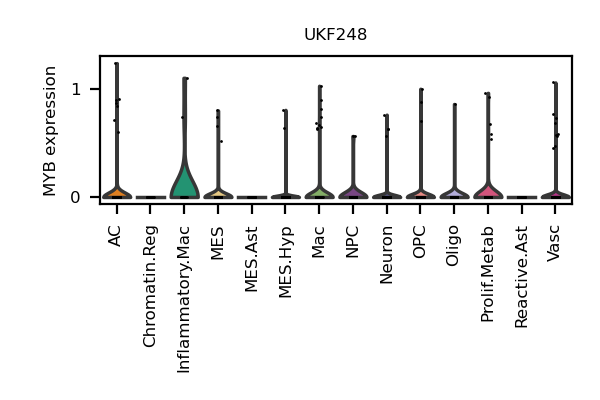 UKF248
MYB expression
1
0
AC
Chromatin.Reg
Inflammatory.Mac
MES
MES.Ast
MES.Hyp
Mac
NPC
Neuron
OPC
Oligo
Prolif.Metab
Reactive.Ast
Vasc